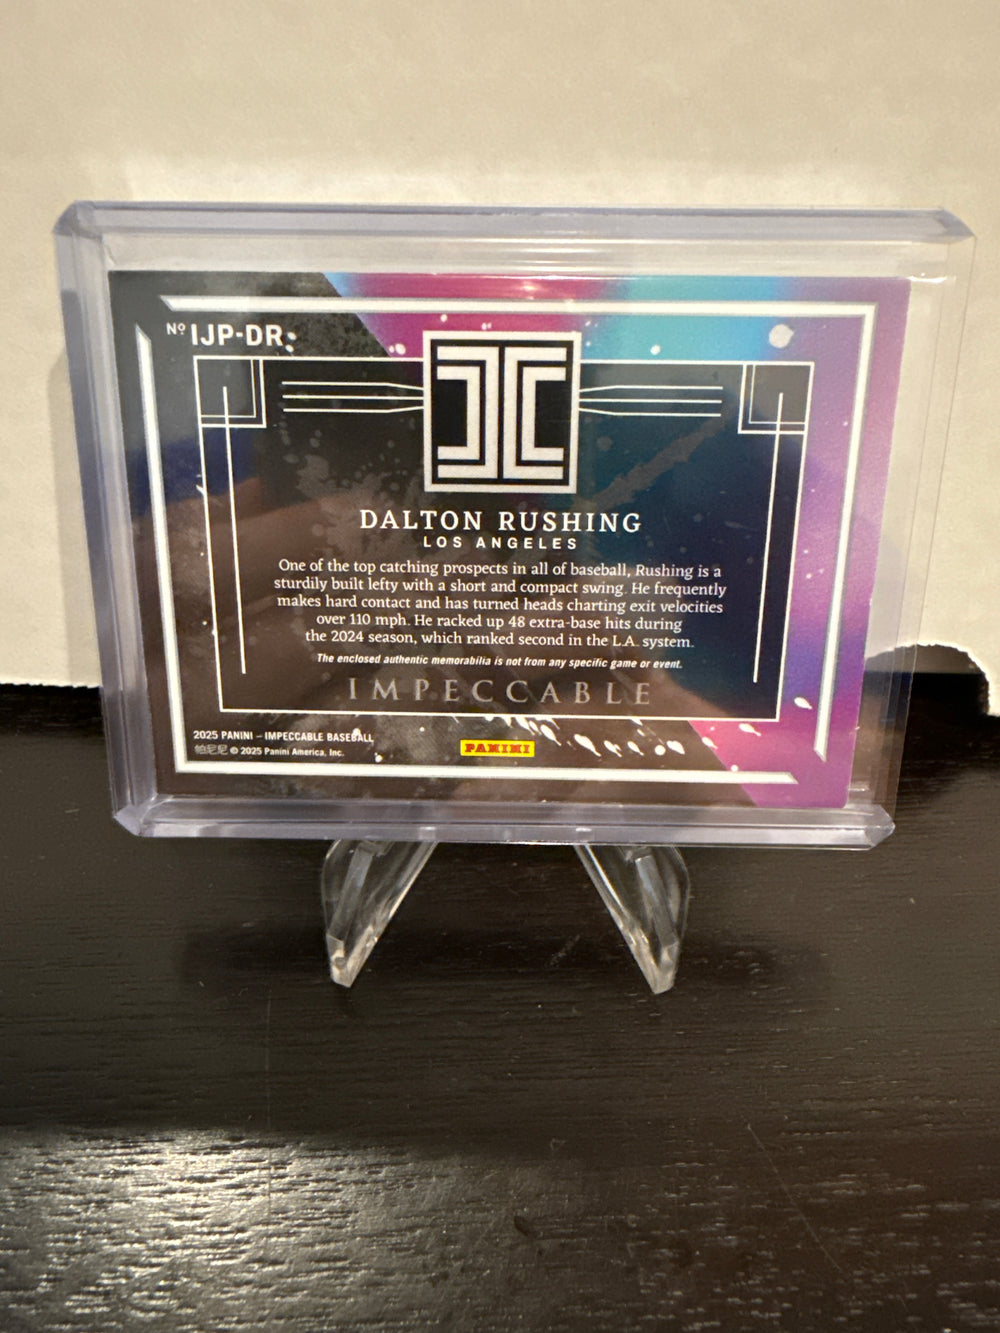 Nº IJP-DR
DALTON RUSHING
LOS ANGELES
One of the top catching prospects in all of baseball, Rushing is a
sturdily built lefty with a short and compact swing. He frequently
makes hard contact and has turned heads charting exit velocities
over 110 mph. He racked up 48 extra-base hits during
the 2024 season, which ranked second in the L.A. system.
The enclosed authentic memorabilia is not from any specific game or event.
IMPECCABLE
2025 PANINI – IMPECCABLE BASEBALL
帕尼尼 © 2025 Panini America, Inc.
PANINI